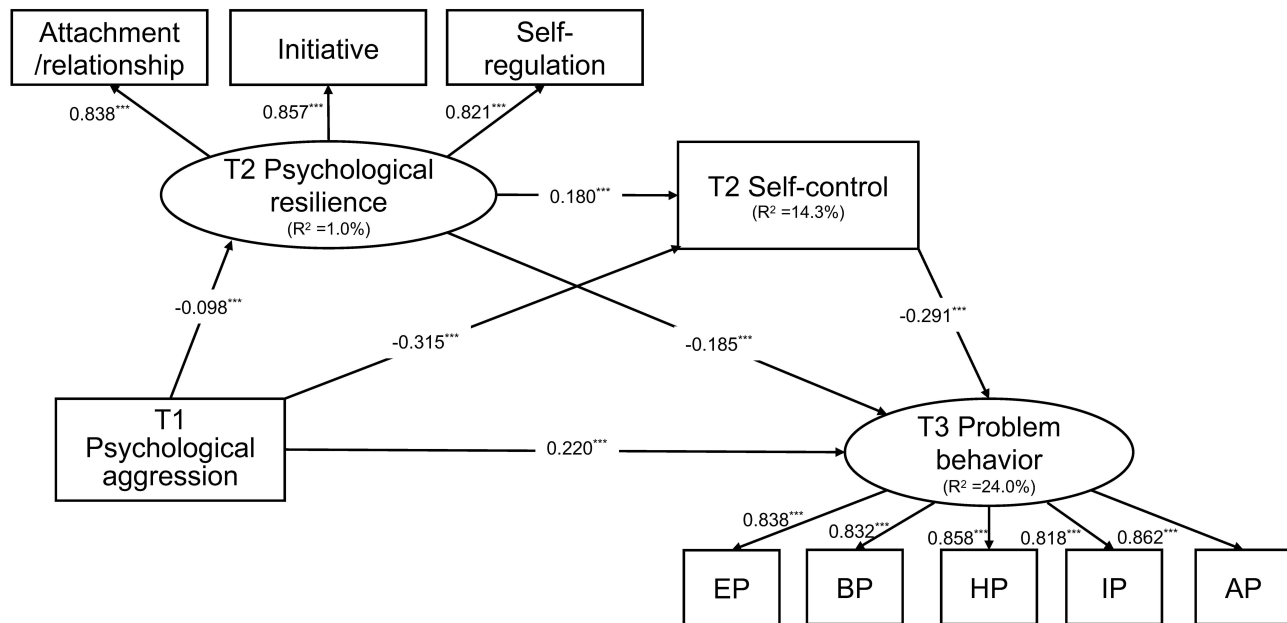 Attachment
/relationship
Initiative
Self-
regulation
0.838***
0.857***
0.821***
T2 Psychological
resilience
(R² =1.0%)
0.180***
T2 Self-control
(R² =14.3%)
-0.098***
-0.315***
-0.185***
-0.291***
T1
Psychological
aggression
0.220***
T3 Problem
behavior
(R² =24.0%)
0.838***
0.832***
0.858***
0.818***
0.862***
EP
BP
HP
IP
AP